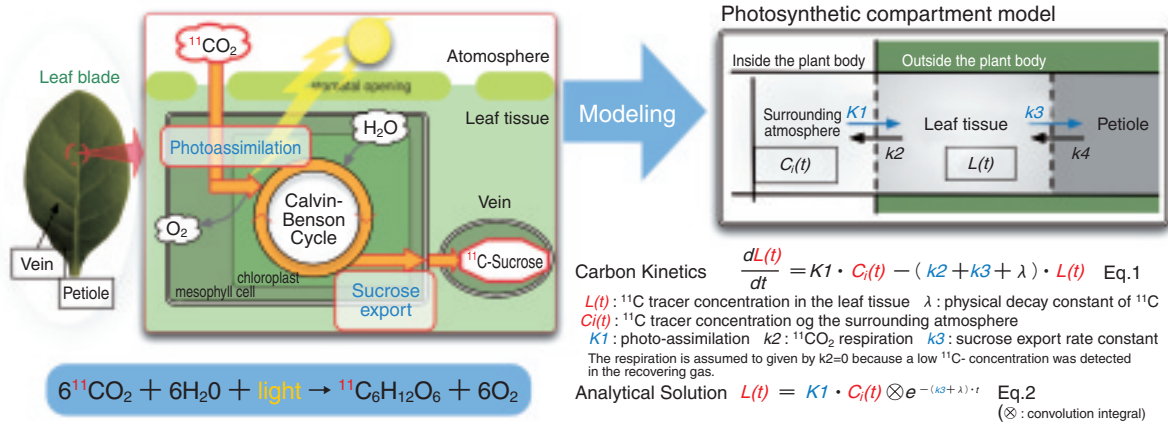 Leaf blade
Vein
Petiole
¹¹CO₂
Atomosphere
opening
Leaf tissue
Photoassimilation
H₂O
O₂
Calvin-
Benson
Cycle
chloroplast
mesophyll cell
Vein
¹¹C-Sucrose
Sucrose
export
6¹¹CO₂ + 6H₂0 + light → ¹¹C₆H₁₂O₆ + 6O₂
Modeling
Photosynthetic compartment model
Inside the plant body
Outside the plant body
Surrounding
atmosphere
K1
k2
Leaf tissue
k3
k4
Petiole
Cᵢ(t)
L(t)
Carbon Kinetics dL(t)/dt = K1 · Cᵢ(t) − (k2 + k3 + λ) · L(t) Eq.1
L(t) : ¹¹C tracer concentration in the leaf tissue λ : physical decay constant of ¹¹C
Ci(t) : ¹¹C tracer concentration og the surrounding atmosphere
K1 : photo-assimilation k2 : ¹¹CO₂ respiration k3 : sucrose export rate constant
The respiration is assumed to given by k2=0 because a low ¹¹C- concentration was detected
in the recovering gas.
Analytical Solution L(t) = K1 · Cᵢ(t) ⊗ e^−(k3+λ)·t Eq.2
(⊗ : convolution integral)